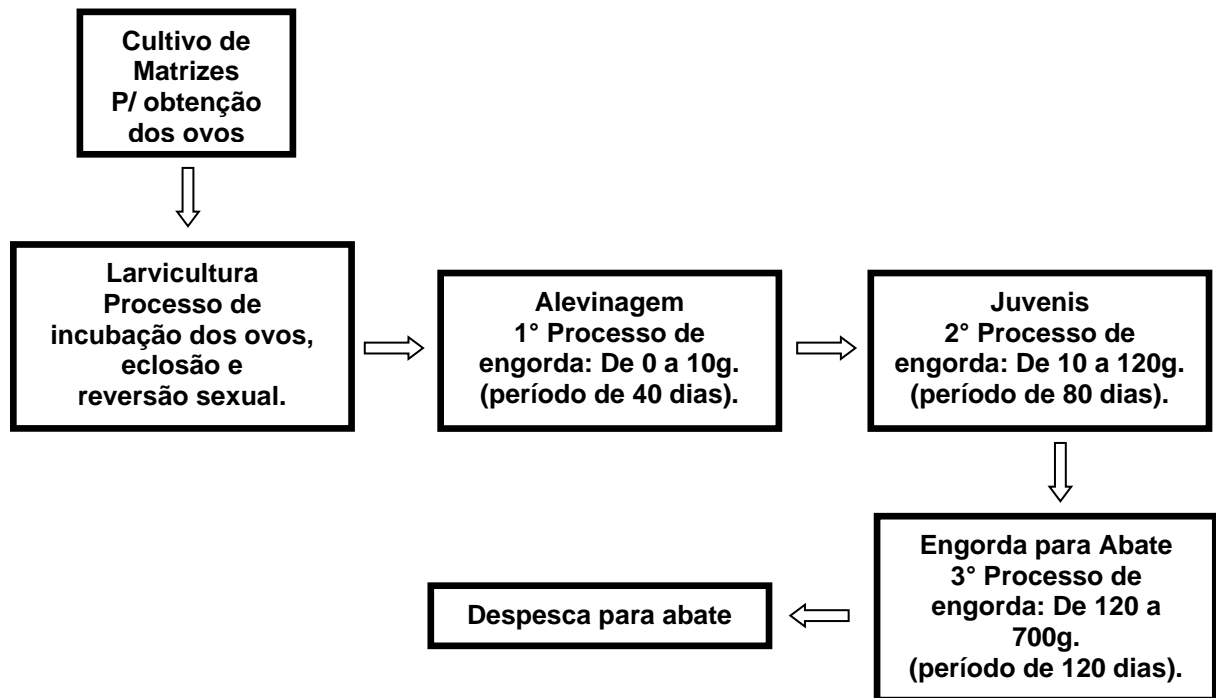 Cultivo de
Matrizes
P/ obtenção
dos ovos
Larvicultura
Processo de
incubação dos ovos,
eclosão e
reversão sexual.
Alevinagem
1° Processo de
engorda: De 0 a 10g.
(período de 40 dias).
Juvenis
2° Processo de
engorda: De 10 a 120g.
(período de 80 dias).
Engorda para Abate
3° Processo de
engorda: De 120 a
700g.
(período de 120 dias).
Despesca para abate